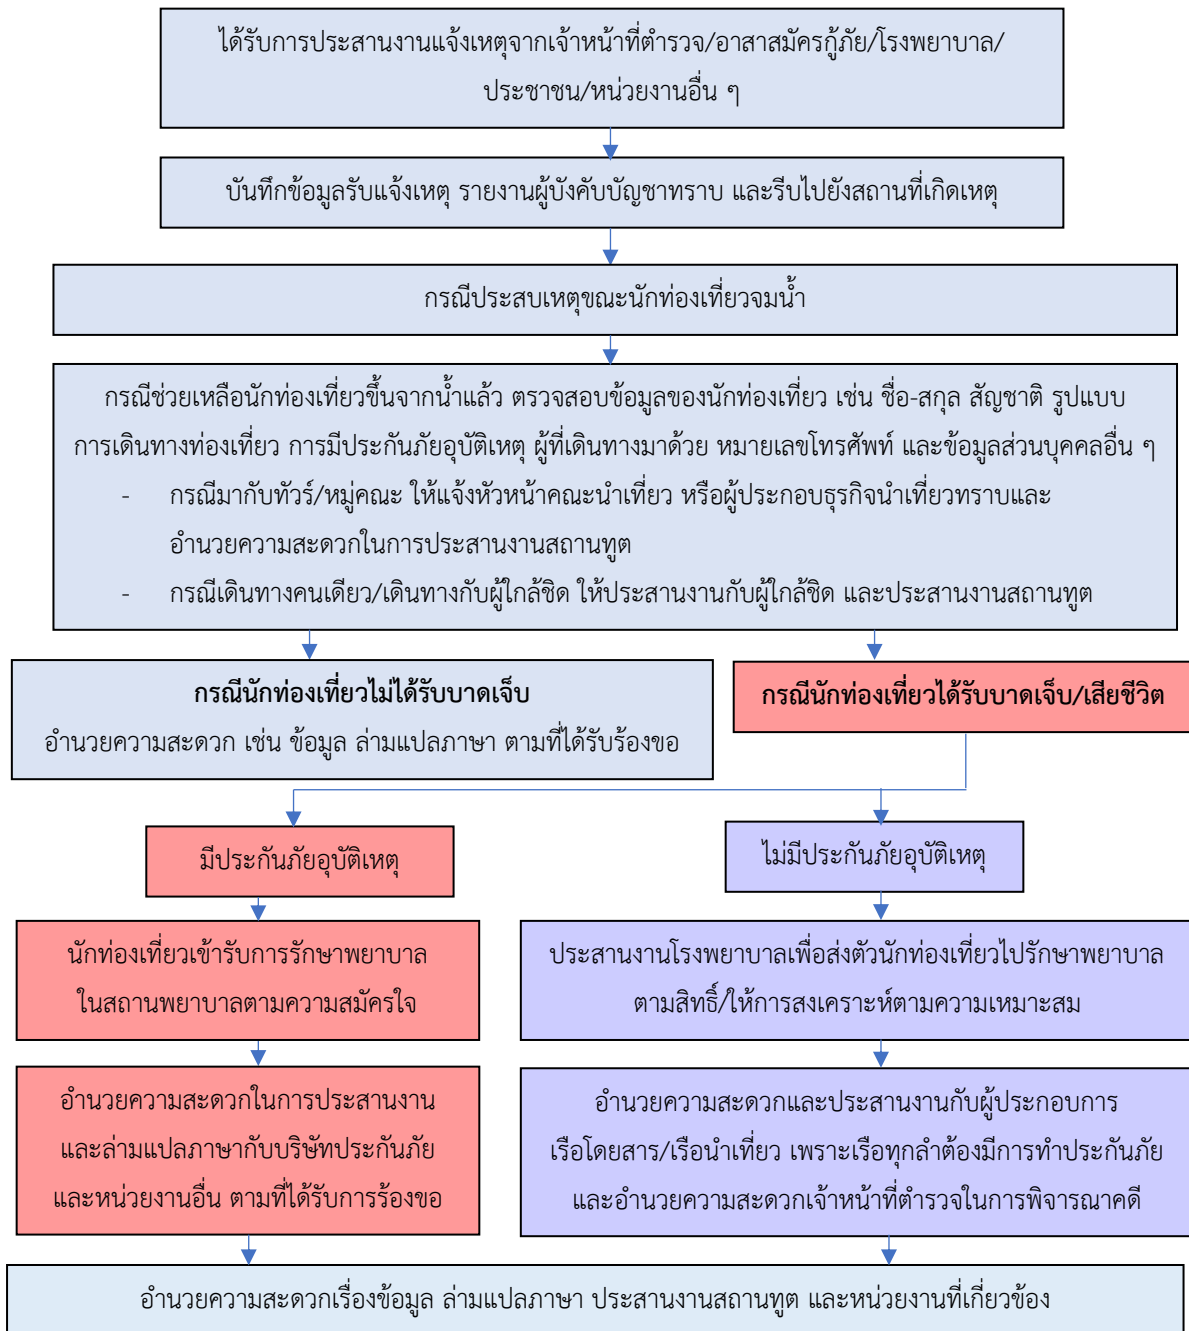 ได้รับการประสานงานแจ้งเหตุจากเจ้าหน้าที่ตำรวจ/อาสาสมัครกู้ภัย/โรงพยาบาล/
ประชาชน/หน่วยงานอื่น ๆ
บันทึกข้อมูลรับแจ้งเหตุ รายงานผู้บังคับบัญชาทราบ และรีบไปยังสถานที่เกิดเหตุ
กรณีประสบเหตุขณะนักท่องเที่ยวจมน้ำ
กรณีช่วยเหลือนักท่องเที่ยวขึ้นจากน้ำแล้ว ตรวจสอบข้อมูลของนักท่องเที่ยว เช่น ชื่อ-สกุล สัญชาติ รูปแบบ
การเดินทางท่องเที่ยว การมีประกันภัยอุบัติเหตุ ผู้ที่เดินทางมาด้วย หมายเลขโทรศัพท์ และข้อมูลส่วนบุคคลอื่น ๆ
- กรณีมากับทัวร์/หมู่คณะ ให้แจ้งหัวหน้าคณะนำเที่ยว หรือผู้ประกอบธุรกิจนำเที่ยวทราบและ
อำนวยความสะดวกในการประสานงานสถานทูต
- กรณีเดินทางคนเดียว/เดินทางกับผู้ใกล้ชิด ให้ประสานงานกับผู้ใกล้ชิด และประสานงานสถานทูต
กรณีนักท่องเที่ยวไม่ได้รับบาดเจ็บ
อำนวยความสะดวก เช่น ข้อมูล ล่ามแปลภาษา ตามที่ได้รับร้องขอ
กรณีนักท่องเที่ยวได้รับบาดเจ็บ/เสียชีวิต
มีประกันภัยอุบัติเหตุ
ไม่มีประกันภัยอุบัติเหตุ
นักท่องเที่ยวเข้ารับการรักษาพยาบาล
ในสถานพยาบาลตามความสมัครใจ
ประสานงานโรงพยาบาลเพื่อส่งตัวนักท่องเที่ยวไปรักษาพยาบาล
ตามสิทธิ์/ให้การสงเคราะห์ตามความเหมาะสม
อำนวยความสะดวกในการประสานงาน
และล่ามแปลภาษากับบริษัทประกันภัย
และหน่วยงานอื่น ตามที่ได้รับการร้องขอ
อำนวยความสะดวกและประสานงานกับผู้ประกอบการ
เรือโดยสาร/เรือนำเที่ยว เพราะเรือทุกลำต้องมีการทำประกันภัย
และอำนวยความสะดวกเจ้าหน้าที่ตำรวจในการพิจารณาคดี
อำนวยความสะดวกเรื่องข้อมูล ล่ามแปลภาษา ประสานงานสถานทูต และหน่วยงานที่เกี่ยวข้อง